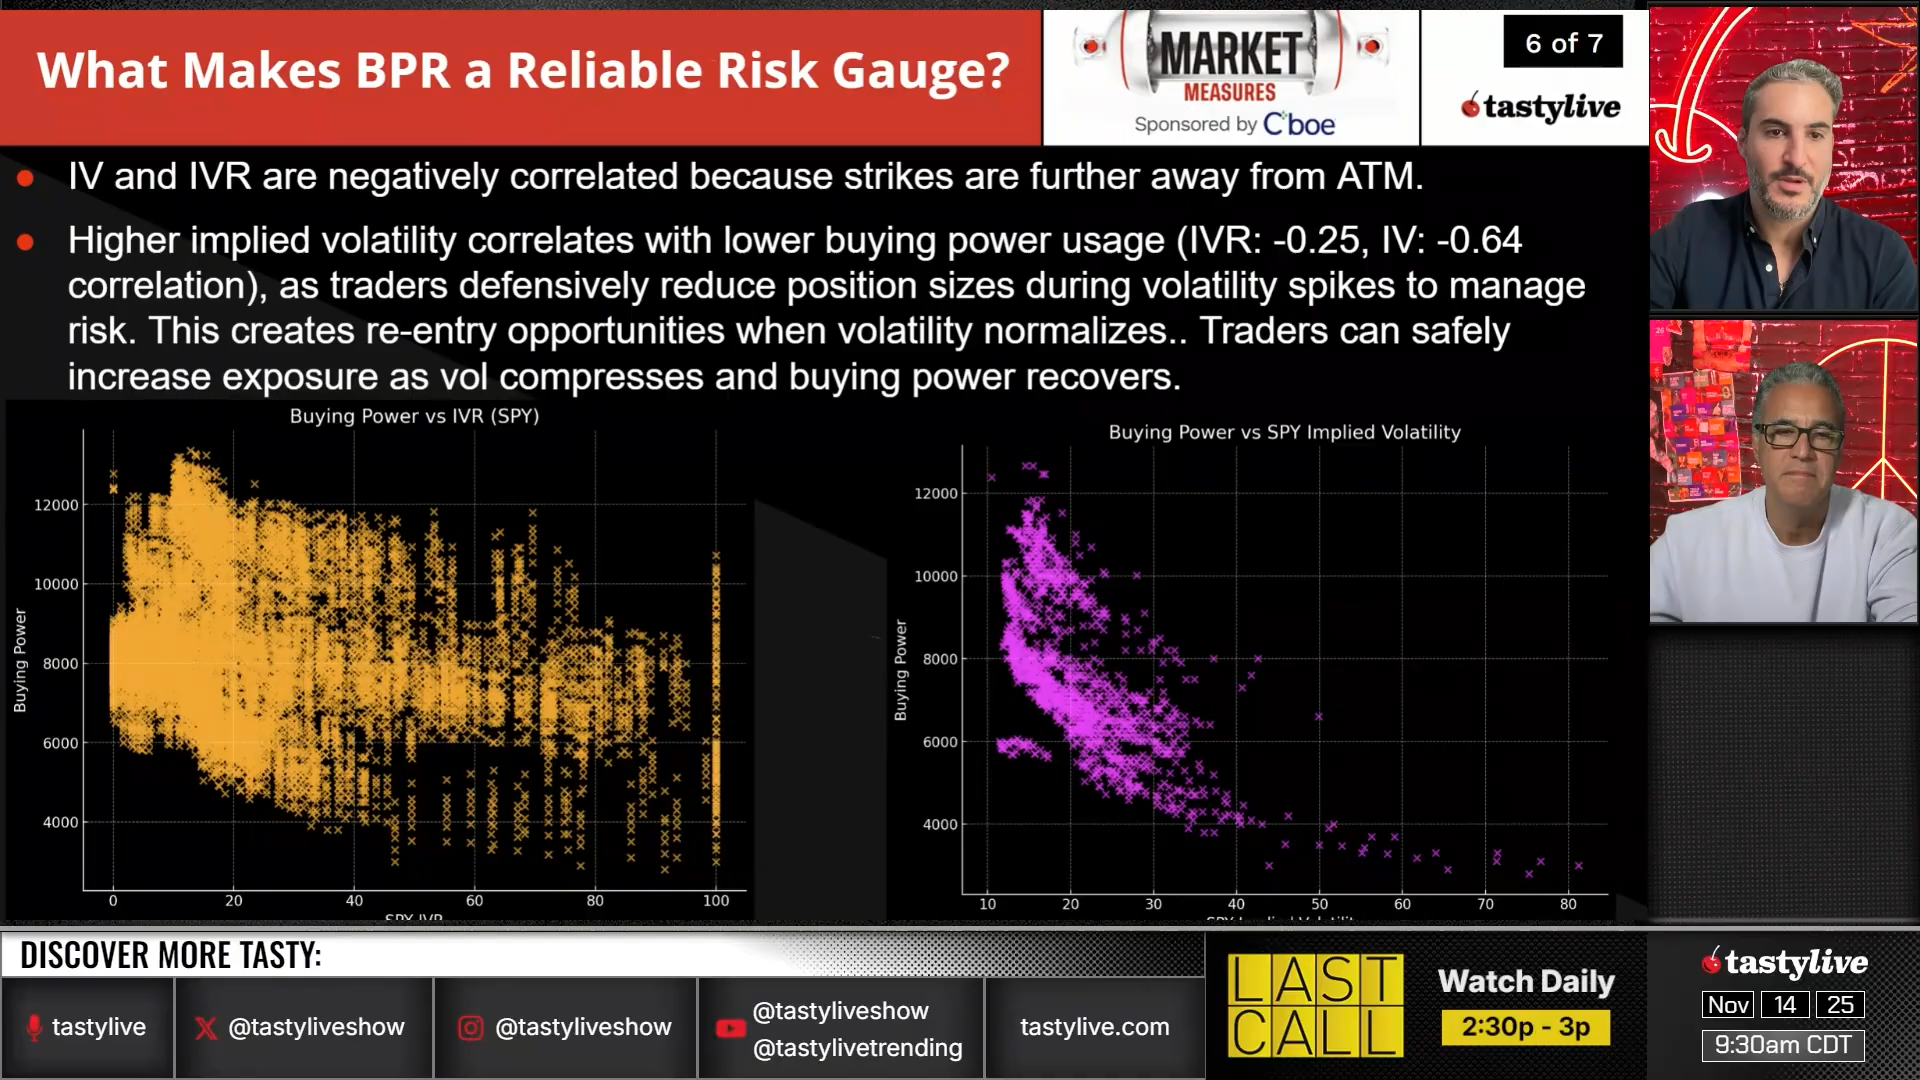 What Makes BPR a Reliable Risk Gauge?
MARKET
MEASURES
Sponsored by Cboe
6 of 7
tastylive
IV and IVR are negatively correlated because strikes are further away from ATM.
Higher implied volatility correlates with lower buying power usage (IVR: -0.25, IV: -0.64
correlation), as traders defensively reduce position sizes during volatility spikes to manage
risk. This creates re-entry opportunities when volatility normalizes.. Traders can safely
increase exposure as vol compresses and buying power recovers.
Buying Power vs IVR (SPY)
Buying Power
12000
10000
8000
6000
4000
0 20 40 60 80 100
SPY IVR
Buying Power vs SPY Implied Volatility
Buying Power
12000
10000
8000
6000
4000
10 20 30 40 50 60 70 80
SPY Implied Volatility
DISCOVER MORE TASTY:
tastylive
@tastyliveshow
@tastyliveshow
@tastyliveshow
@tastylivetrending
tastylive.com
LAST
CALL
Watch Daily
2:30p - 3p
tastylive
Nov 14 25
9:30am CDT